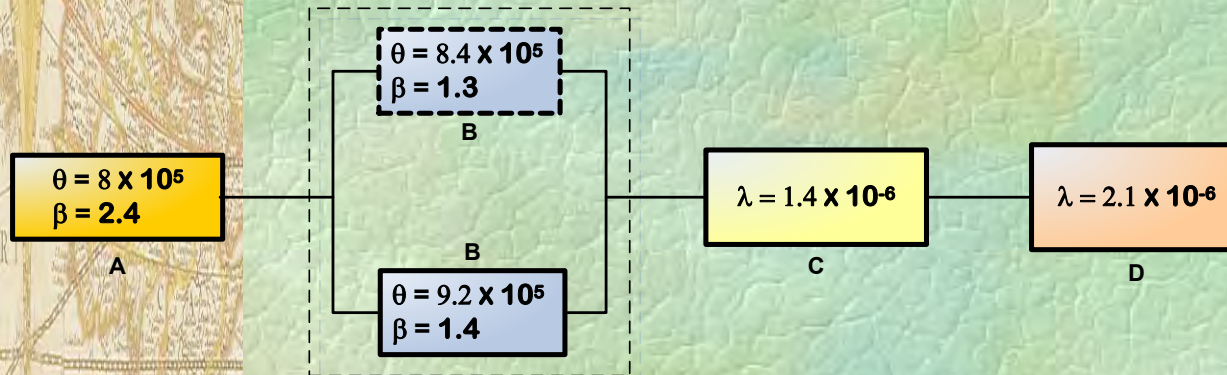 θ = 8 x 10⁵
β = 2.4
A
θ = 8.4 x 10⁵
β = 1.3
B
B
θ = 9.2 x 10⁵
β = 1.4
λ = 1.4 x 10⁻⁶
C
λ = 2.1 x 10⁻⁶
D